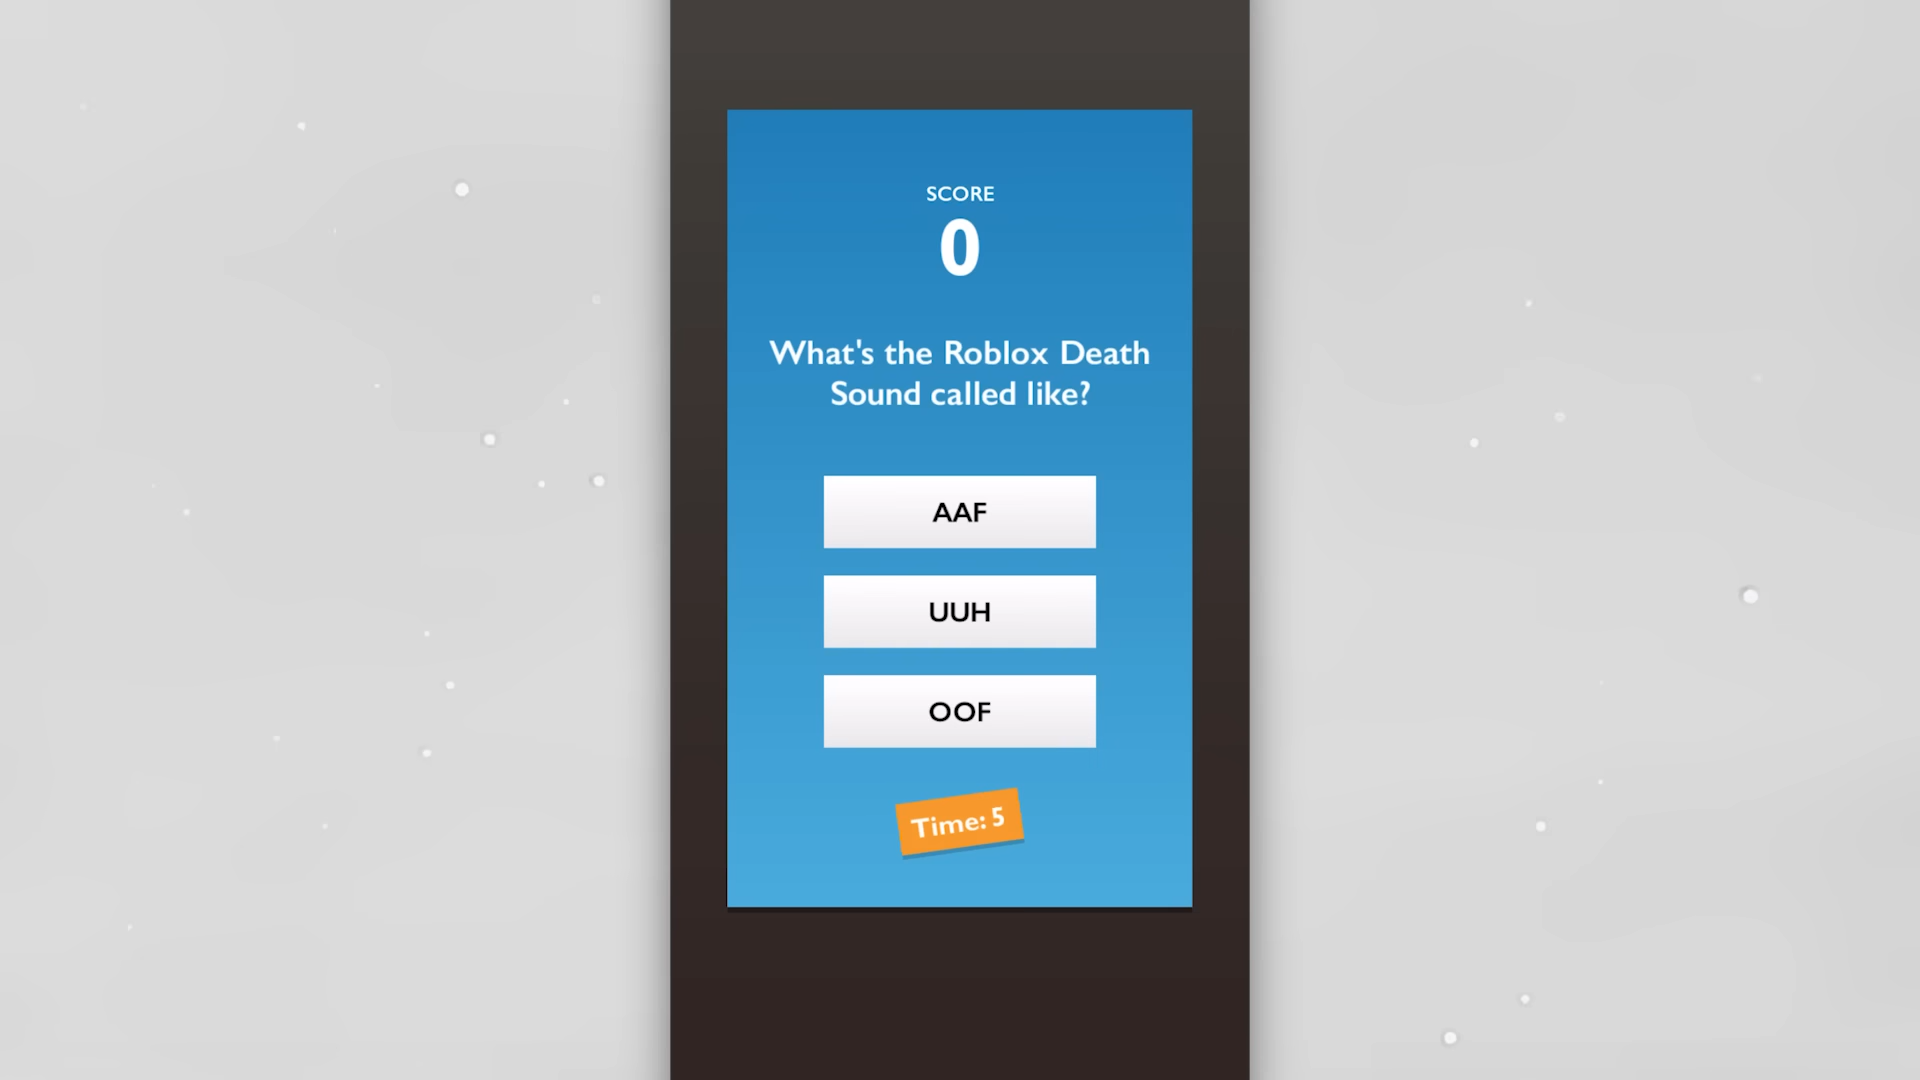 SCORE
0
What's the Roblox Death
Sound called like?
AAF
UUH
OOF
Time: 5